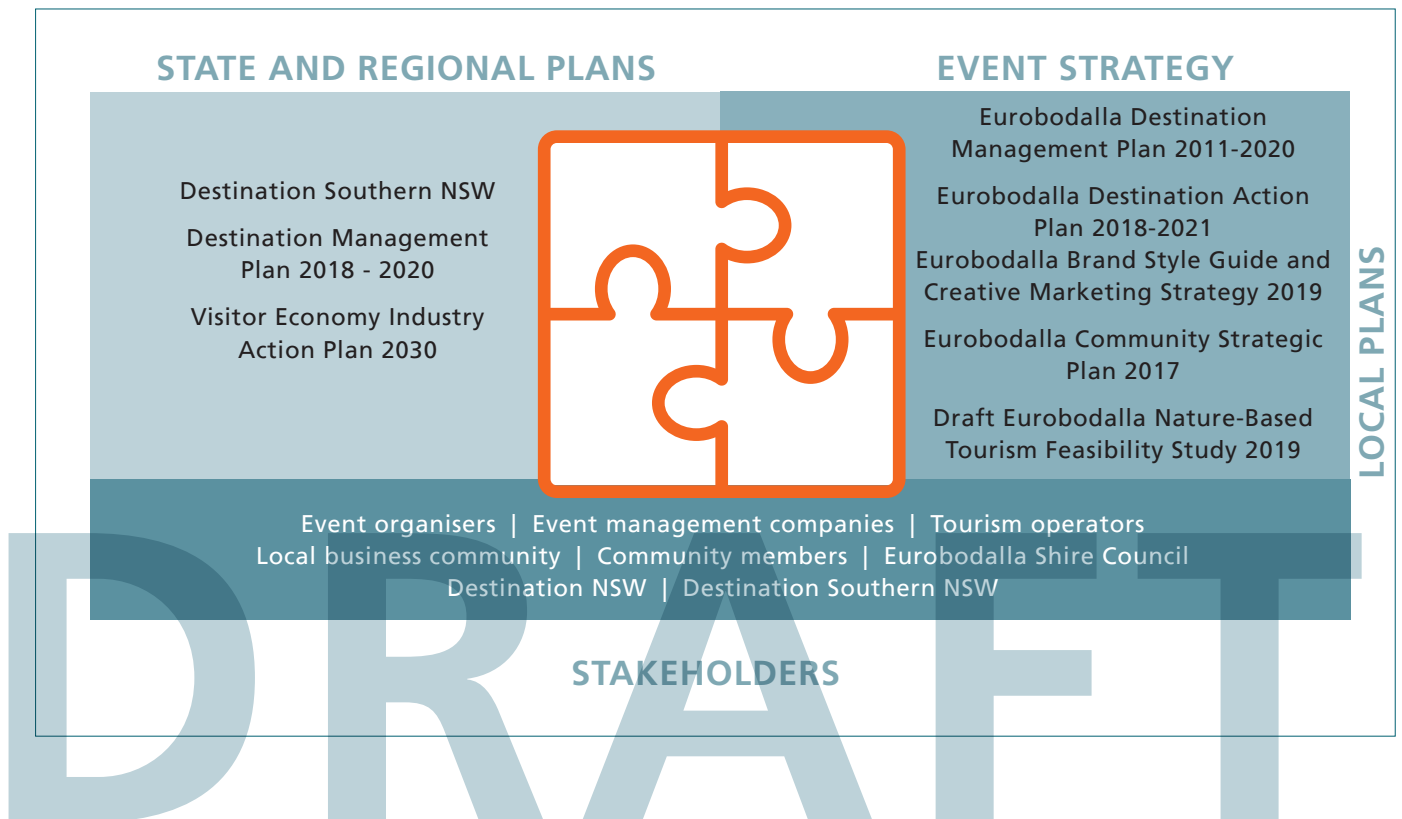 STATE AND REGIONAL PLANS
Destination Southern NSW
Destination Management
Plan 2018 - 2020
Visitor Economy Industry
Action Plan 2030
EVENT STRATEGY
Eurobodalla Destination
Management Plan 2011-2020
Eurobodalla Destination Action
Plan 2018-2021
Eurobodalla Brand Style Guide and
Creative Marketing Strategy 2019
Eurobodalla Community Strategic
Plan 2017
Draft Eurobodalla Nature-Based
Tourism Feasibility Study 2019
LOCAL PLANS
Event organisers | Event management companies | Tourism operators
Local business community | Community members | Eurobodalla Shire Council
Destination NSW | Destination Southern NSW
STAKEHOLDERS
DRAFT